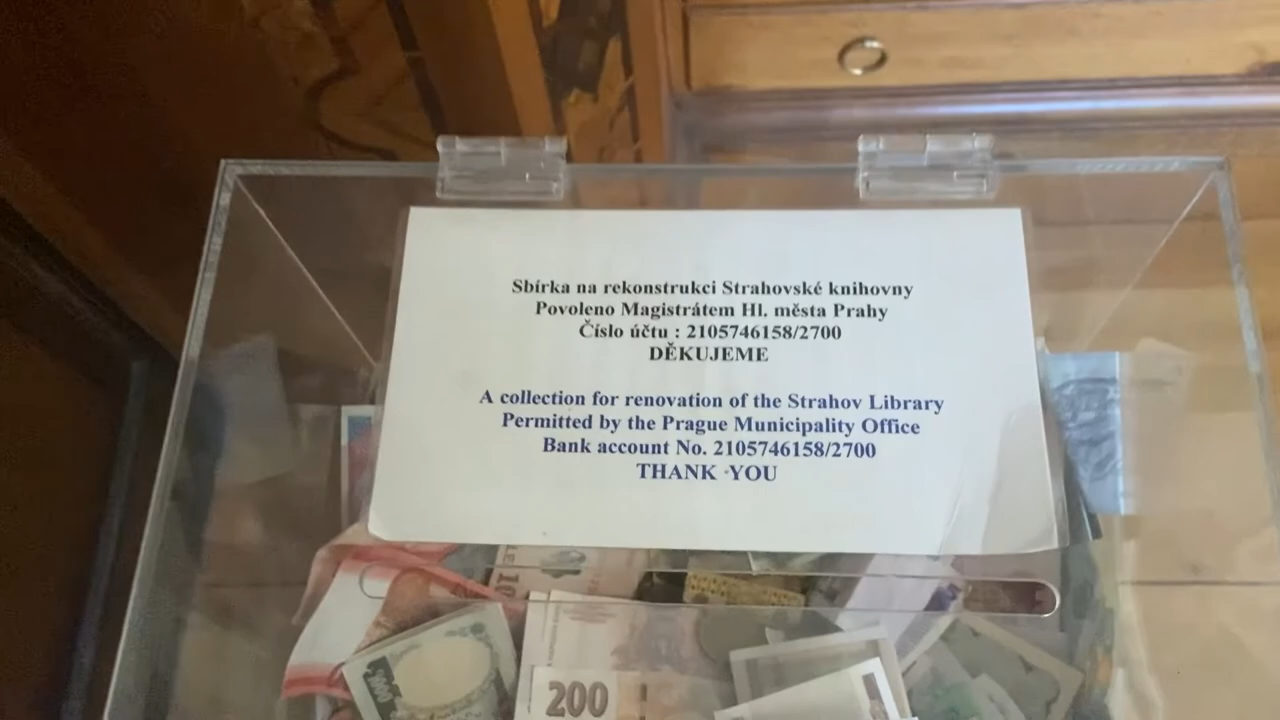 Sbírka na rekonstrukci Strahovské knihovny
Povoleno Magistrátem Hl. města Prahy
Číslo účtu : 2105746158/2700
DĚKUJEME
A collection for renovation of the Strahov Library
Permitted by the Prague Municipality Office
Bank account No. 2105746158/2700
THANK YOU
200